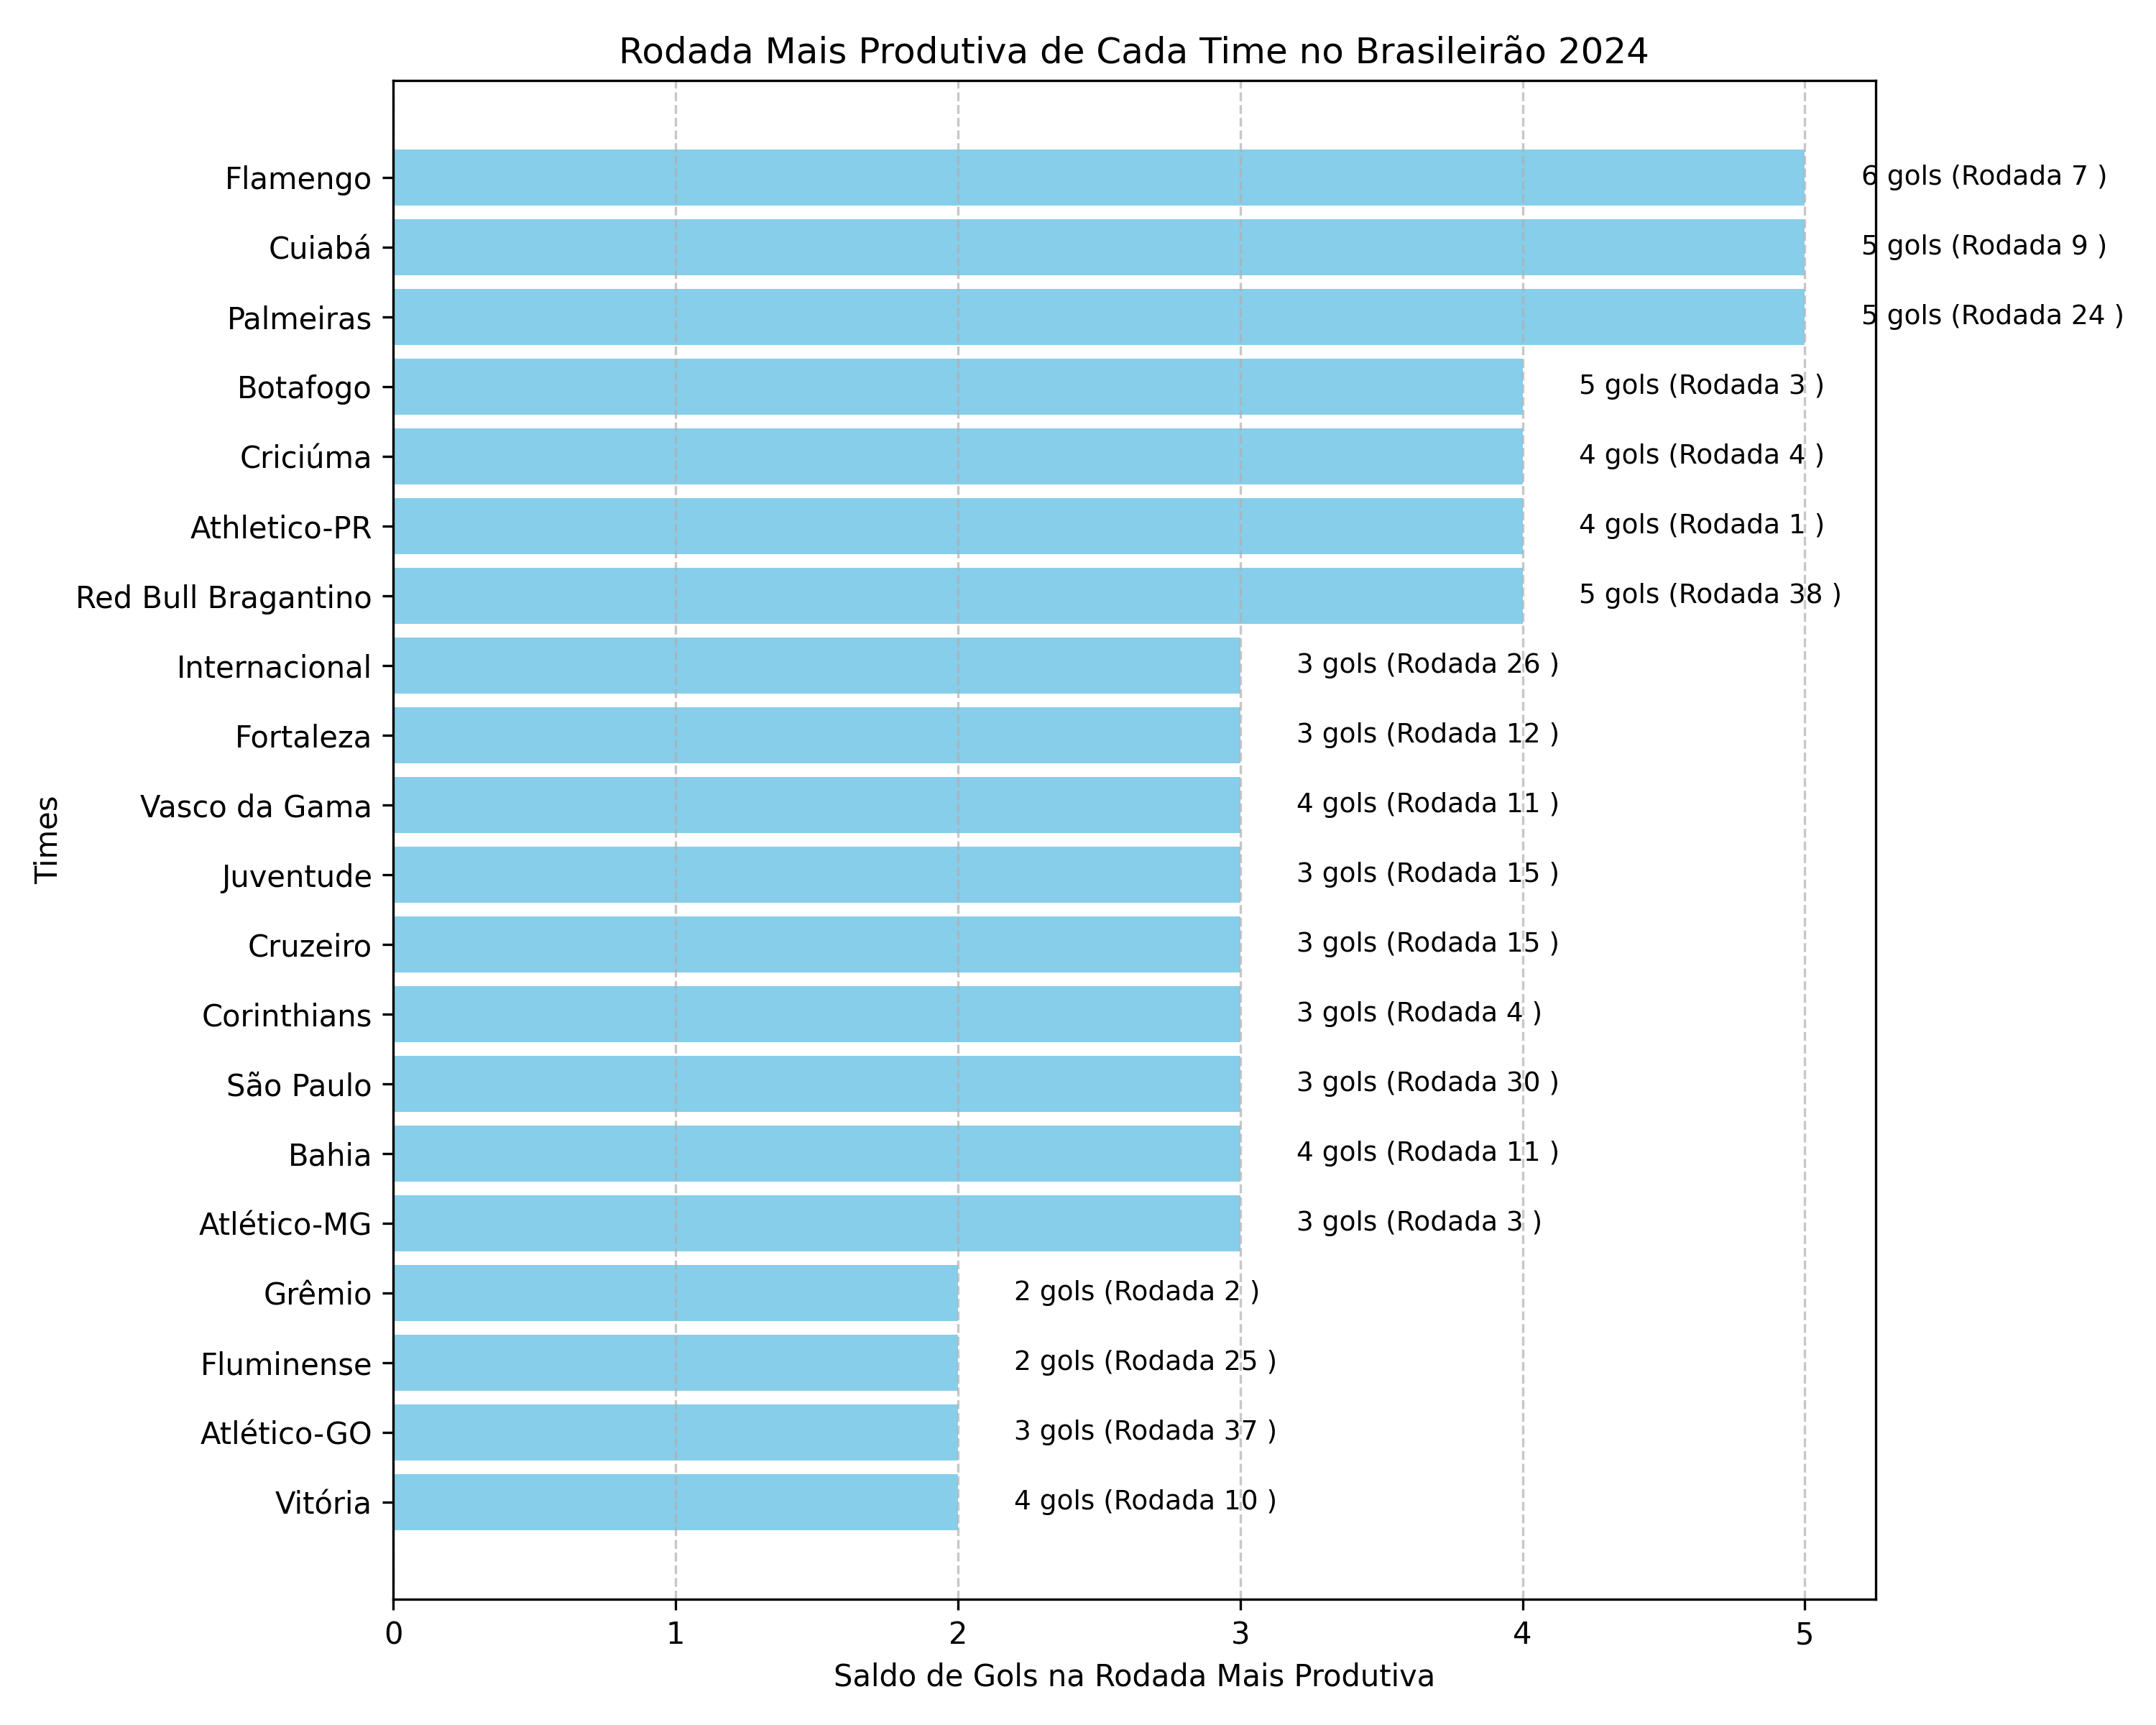 Rodada Mais Produtiva de Cada Time no Brasileirão 2024
Times
Flamengo 6 gols (Rodada 7 )
Cuiabá 5 gols (Rodada 9 )
Palmeiras 5 gols (Rodada 24 )
Botafogo 5 gols (Rodada 3 )
Criciúma 4 gols (Rodada 4 )
Athletico-PR 4 gols (Rodada 1 )
Red Bull Bragantino 5 gols (Rodada 38 )
Internacional 3 gols (Rodada 26 )
Fortaleza 3 gols (Rodada 12 )
Vasco da Gama 4 gols (Rodada 11 )
Juventude 3 gols (Rodada 15 )
Cruzeiro 3 gols (Rodada 15 )
Corinthians 3 gols (Rodada 4 )
São Paulo 3 gols (Rodada 30 )
Bahia 4 gols (Rodada 11 )
Atlético-MG 3 gols (Rodada 3 )
Grêmio 2 gols (Rodada 2 )
Fluminense 2 gols (Rodada 25 )
Atlético-GO 3 gols (Rodada 37 )
Vitória 4 gols (Rodada 10 )
0 1 2 3 4 5
Saldo de Gols na Rodada Mais Produtiva